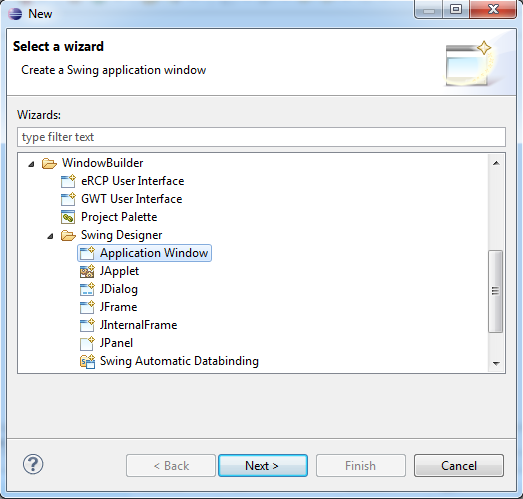 New
Select a wizard
Create a Swing application window
Wizards:
type filter text
WindowBuilder
eRCP User Interface
GWT User Interface
Project Palette
Swing Designer
Application Window
JApplet
JDialog
JFrame
JInternalFrame
JPanel
Swing Automatic Databinding
? < Back Next > Finish Cancel